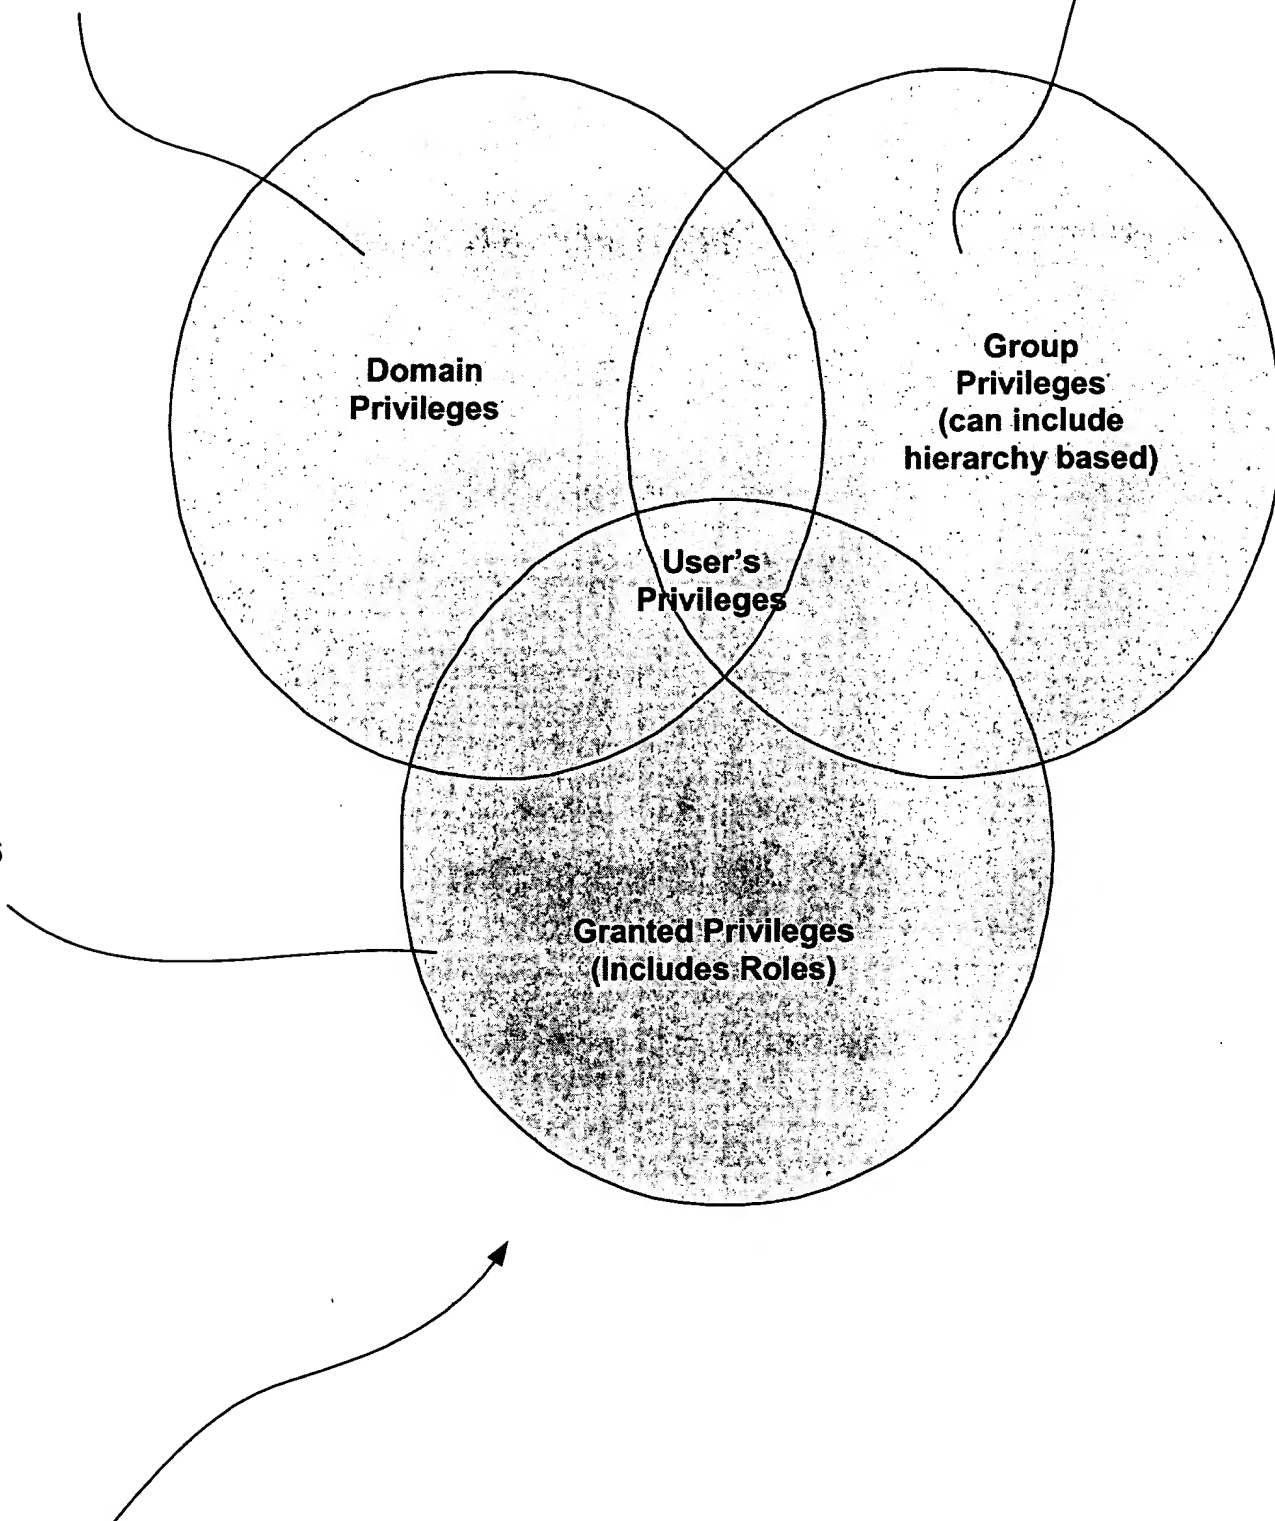 Domain
Privileges
Group
Privileges
(can include
hierarchy based)
User's
Privileges
Granted Privileges
(Includes Roles)